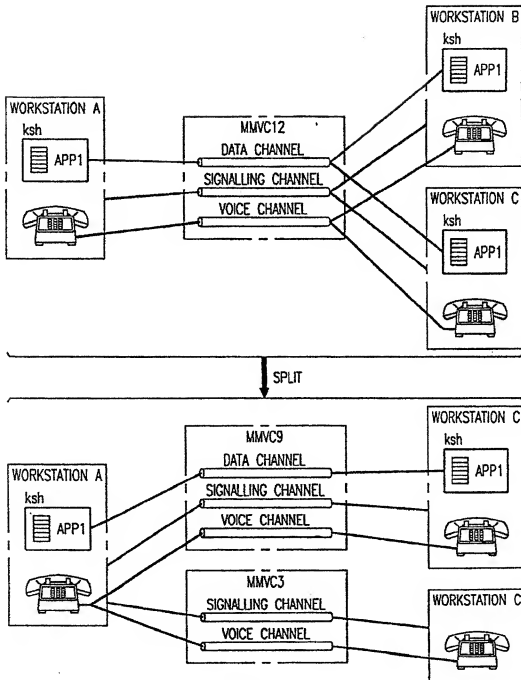 WORKSTATION B
ksh
APP1
WORKSTATION A
ksh
APP1
MMVC12
DATA CHANNEL
SIGNALLING CHANNEL
VOICE CHANNEL
WORKSTATION C
ksh
APP1
SPLIT
WORKSTATION A
ksh
APP1
MMVC9
DATA CHANNEL
SIGNALLING CHANNEL
VOICE CHANNEL
WORKSTATION C
ksh
APP1
MMVC3
SIGNALLING CHANNEL
VOICE CHANNEL
WORKSTATION C